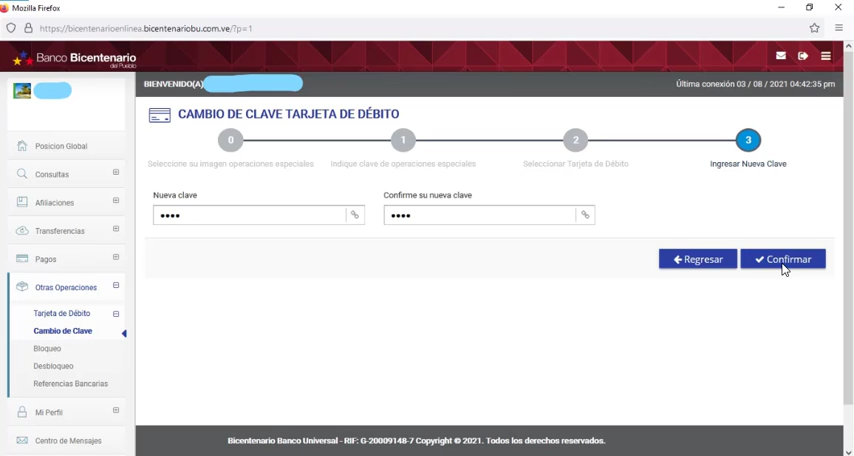 Mozilla Firefox
https://bicentenarioenlinea.bicentenariobu.com.ve/?p=1
Banco Bicentenario
del Pueblo
BIENVENIDO(A)
Última conexión 03 / 08 / 2021 04:42:35 pm
CAMBIO DE CLAVE TARJETA DE DÉBITO
0 1 2 3
Seleccione su imagen operaciones especiales Indique clave de operaciones especiales Seleccionar Tarjeta de Débito Ingresar Nueva Clave
Nueva clave Confirme su nueva clave
•••• ••••
Regresar Confirmar
Posicion Global
Consultas
Afiliaciones
Transferencias
Pagos
Otras Operaciones
Tarjeta de Débito
Cambio de Clave
Bloqueo
Desbloqueo
Referencias Bancarias
Mi Perfil
Centro de Mensajes
Bicentenario Banco Universal - RIF: G-20009148-7 Copyright © 2021. Todos los derechos reservados.